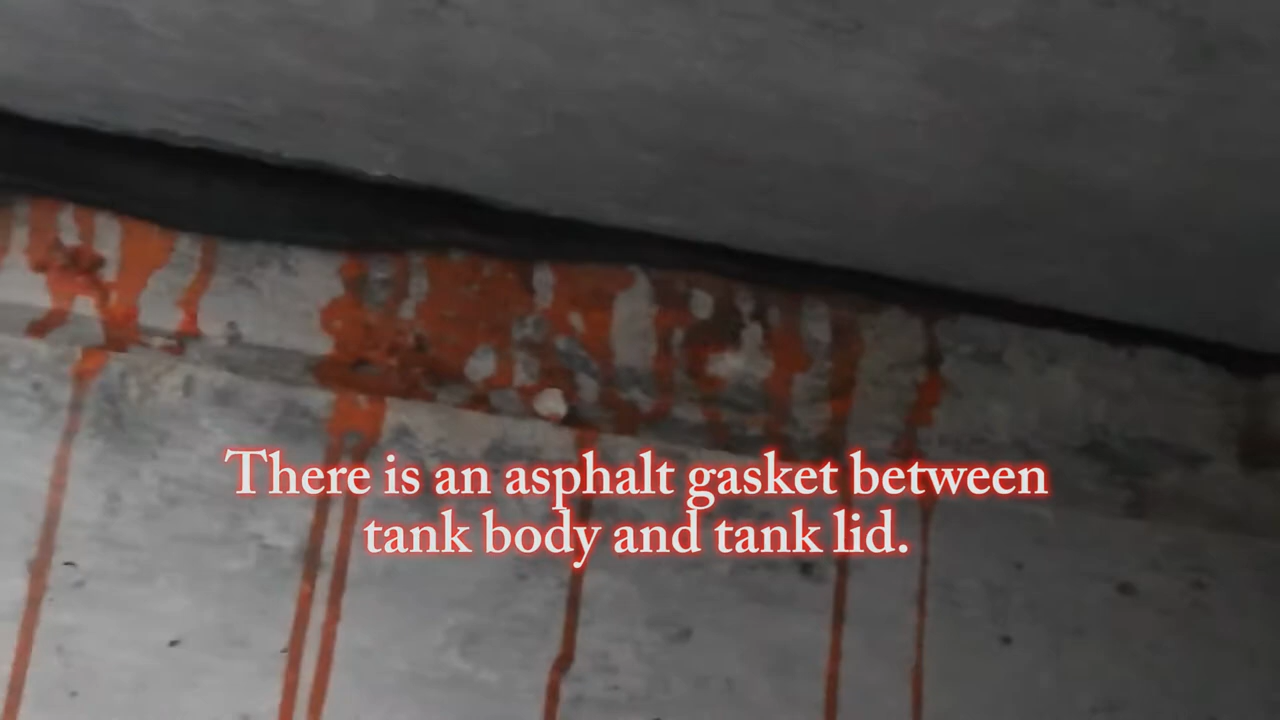 There is an asphalt gasket between
tank body and tank lid.